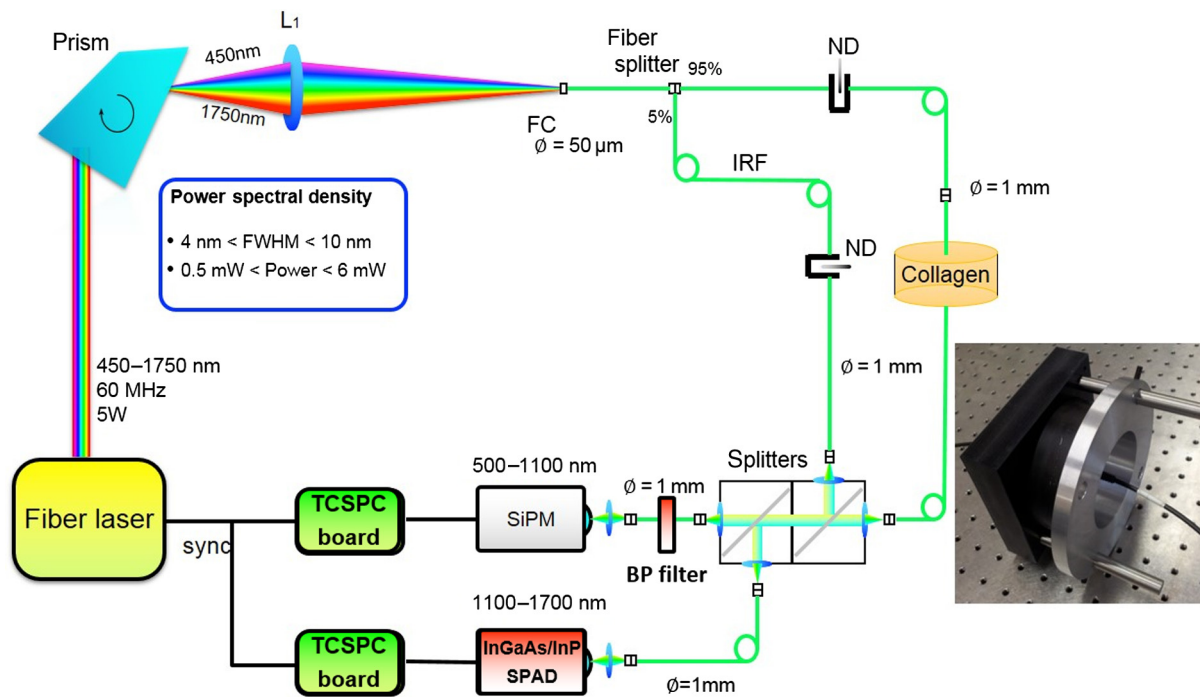 L1
Prism
450nm
1750nm
Fiber
splitter
95%
5%
ND
FC
Ø = 50 µm
IRF
Ø = 1 mm
Power spectral density
• 4 nm < FWHM < 10 nm
• 0.5 mW < Power < 6 mW
ND
Collagen
450–1750 nm
60 MHz
5W
Ø = 1 mm
Fiber laser
sync
TCSPC
board
500–1100 nm
SiPM
Ø = 1 mm
BP filter
Splitters
TCSPC
board
1100–1700 nm
InGaAs/InP
SPAD
Ø=1mm